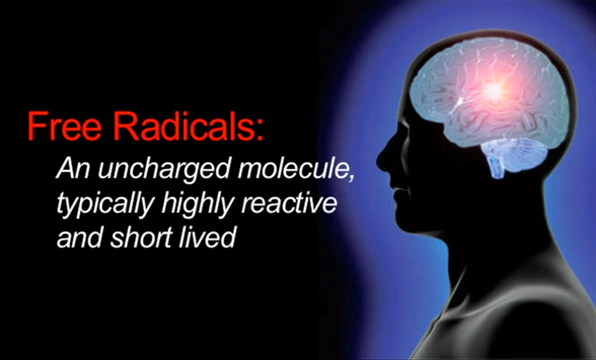 Free Radicals:
An uncharged molecule,
typically highly reactive
and short lived